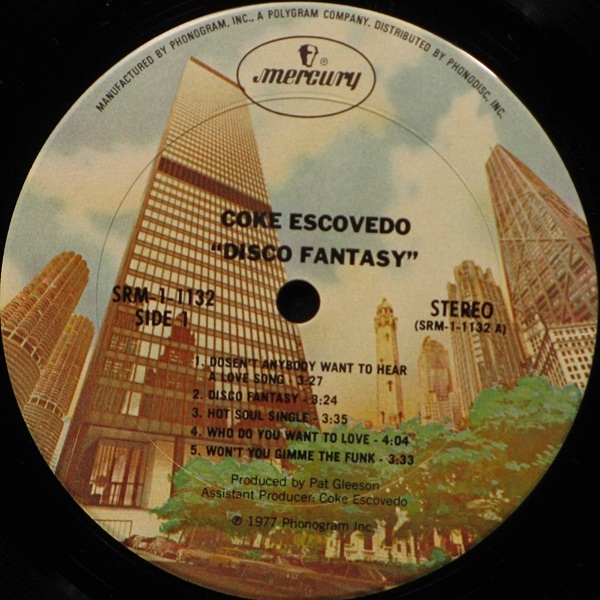 MANUFACTURED BY PHONOGRAM, INC., A POLYGRAM COMPANY, DISTRIBUTED BY PHONODISC, INC.
®
mercury
COKE ESCOVEDO
"DISCO FANTASY"
SRM-1-1132
SIDE 1
STEREO
(SRM-1-1132 A)
1. DOSEN'T ANYBODY WANT TO HEAR
A LOVE SONG - 3:27
2. DISCO FANTASY - 3:24
3. HOT SOUL SINGLE - 3:35
4. WHO DO YOU WANT TO LOVE - 4:04
5. WON'T YOU GIMME THE FUNK - 3:33
Produced by Pat Gleeson
Assistant Producer: Coke Escovedo
℗ 1977 Phonogram Inc.